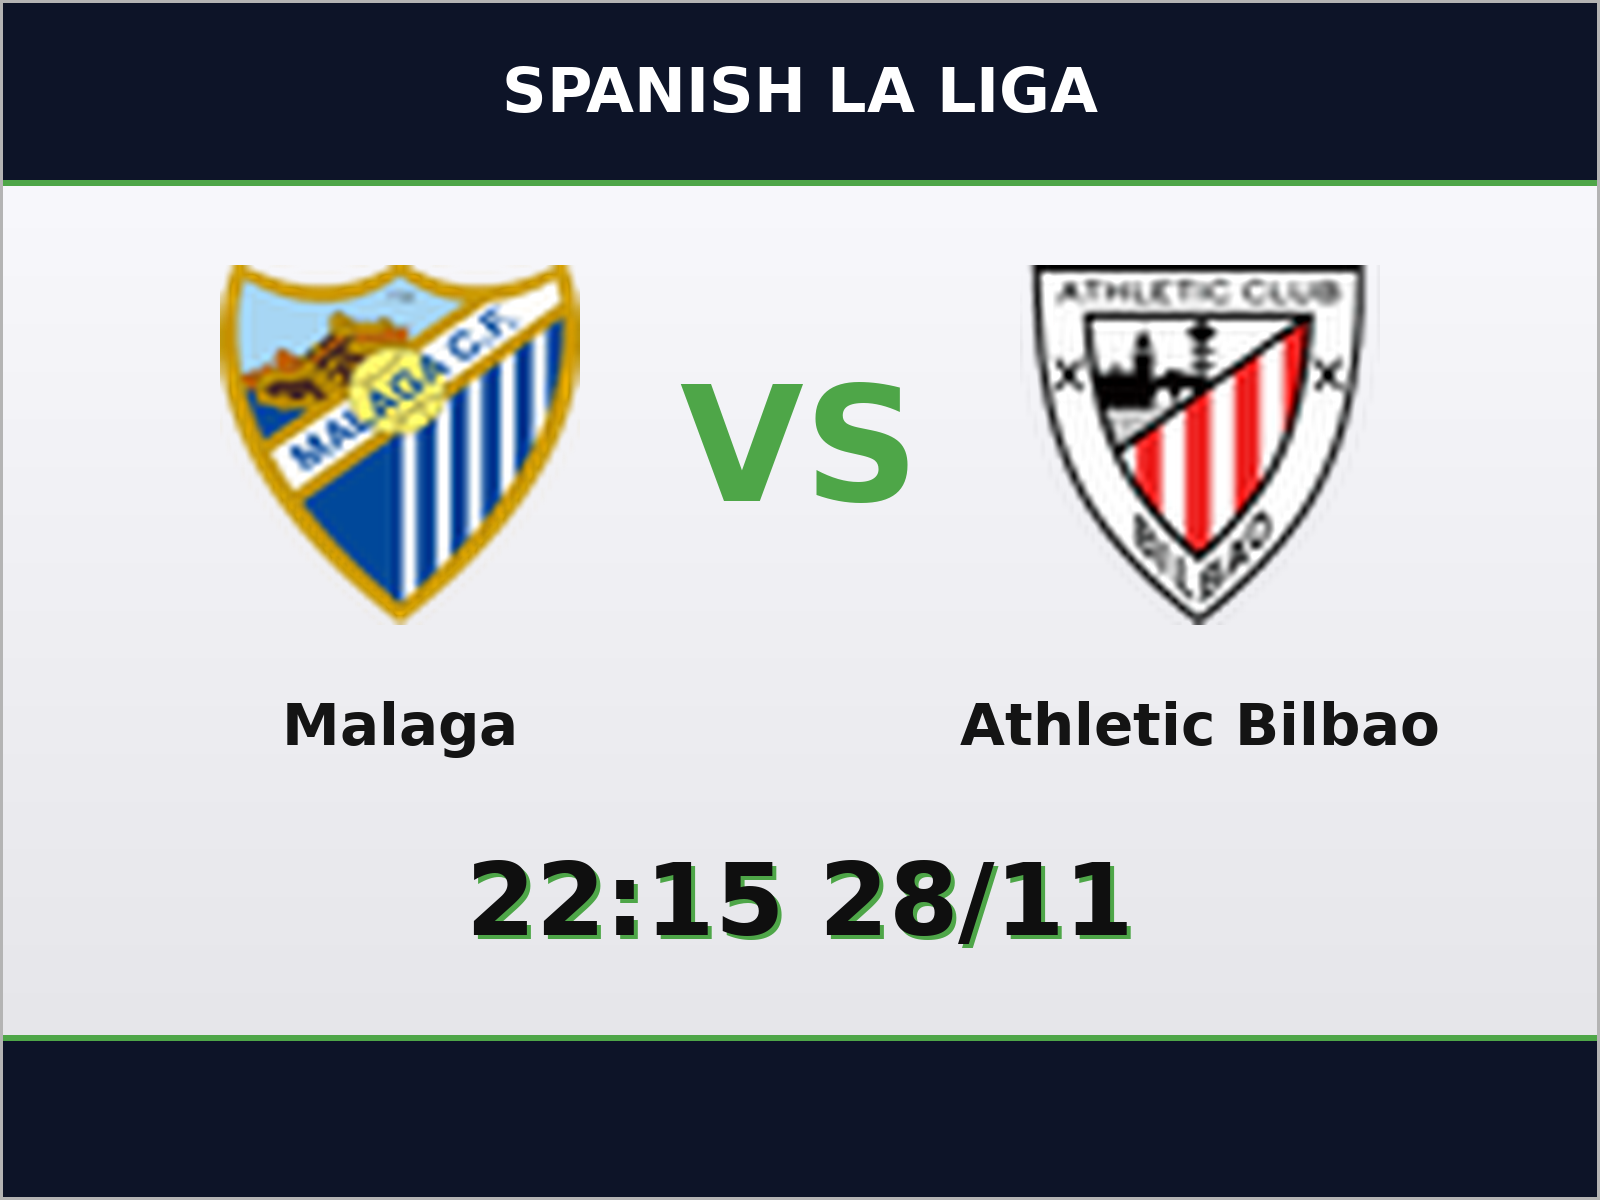 SPANISH LA LIGA
MALAGA C.F.
VS
ATHLETIC CLUB
BILBAO
Malaga
Athletic Bilbao
22:15 28/11